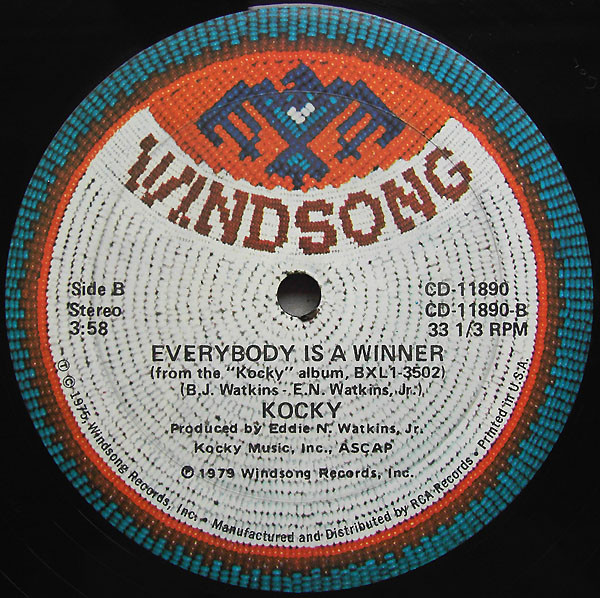 WINDSONG
Side B
Stereo
3:58
CD-11890
CD-11890-B
33 1/3 RPM
EVERYBODY IS A WINNER
(from the "Kocky" album, BXL1-3502)
(B.J. Watkins - E.N. Watkins, Jr.)
KOCKY
Produced by Eddie N. Watkins, Jr.
Kocky Music, Inc., ASCAP
℗ 1979 Windsong Records, Inc.
TM © 1975 Windsong Records, Inc. • Manufactured and Distributed by RCA Records • Printed in U.S.A.